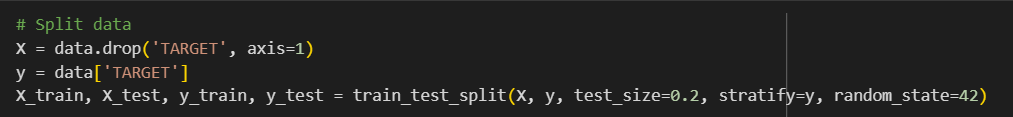 # Split data
X = data.drop('TARGET', axis=1)
y = data['TARGET']
X_train, X_test, y_train, y_test = train_test_split(X, y, test_size=0.2, stratify=y, random_state=42)